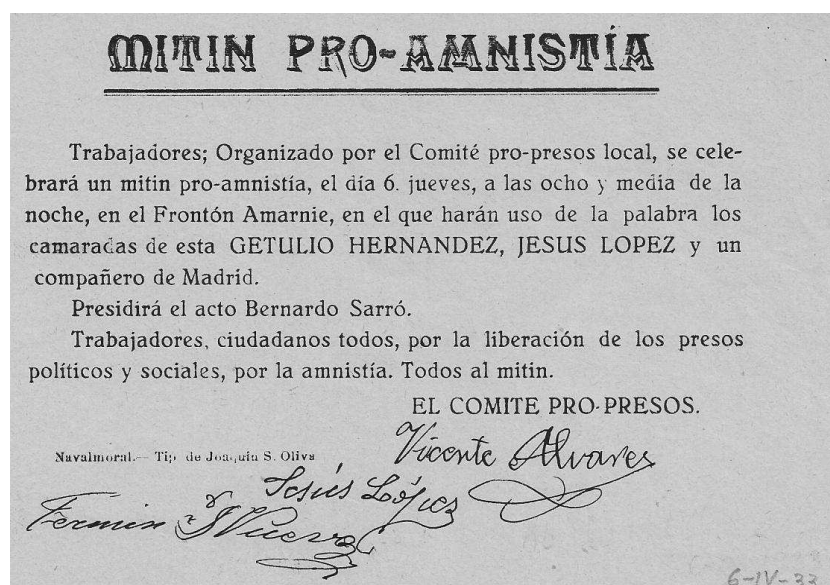 MITIN PRO-AMNISTÍA
Trabajadores; Organizado por el Comité pro-presos local, se cele-
brará un mitin pro-amnistía, el día 6. jueves, a las ocho y media de la
noche, en el Frontón Amarnie, en el que harán uso de la palabra los
camaradas de esta GETULIO HERNANDEZ, JESUS LOPEZ y un
compañero de Madrid.
Presidirá el acto Bernardo Sarró.
Trabajadores, ciudadanos todos, por la liberación de los presos
políticos y sociales, por la amnistía. Todos al mitin.
EL COMITE PRO-PRESOS.
Vicente Alvares
Navalmoral.— Tip. de Joaquín S. Oliva
Jesús López
Fermin
6-IV-33